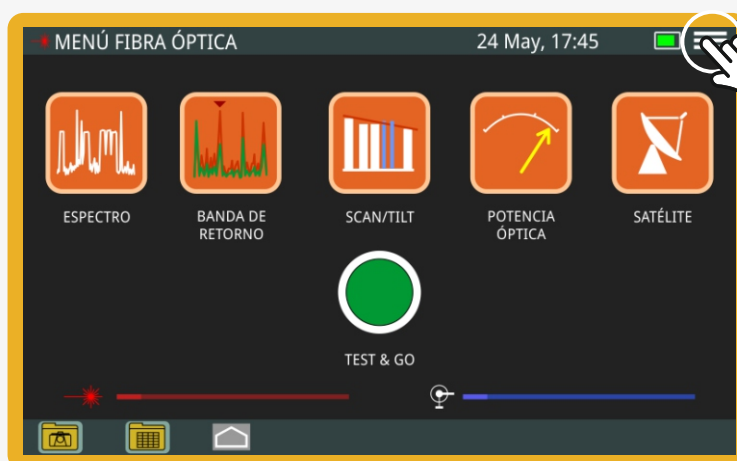 MENÚ FIBRA ÓPTICA
24 May, 17:45
ESPECTRO
BANDA DE
RETORNO
SCAN/TILT
POTENCIA
ÓPTICA
SATÉLITE
TEST & GO